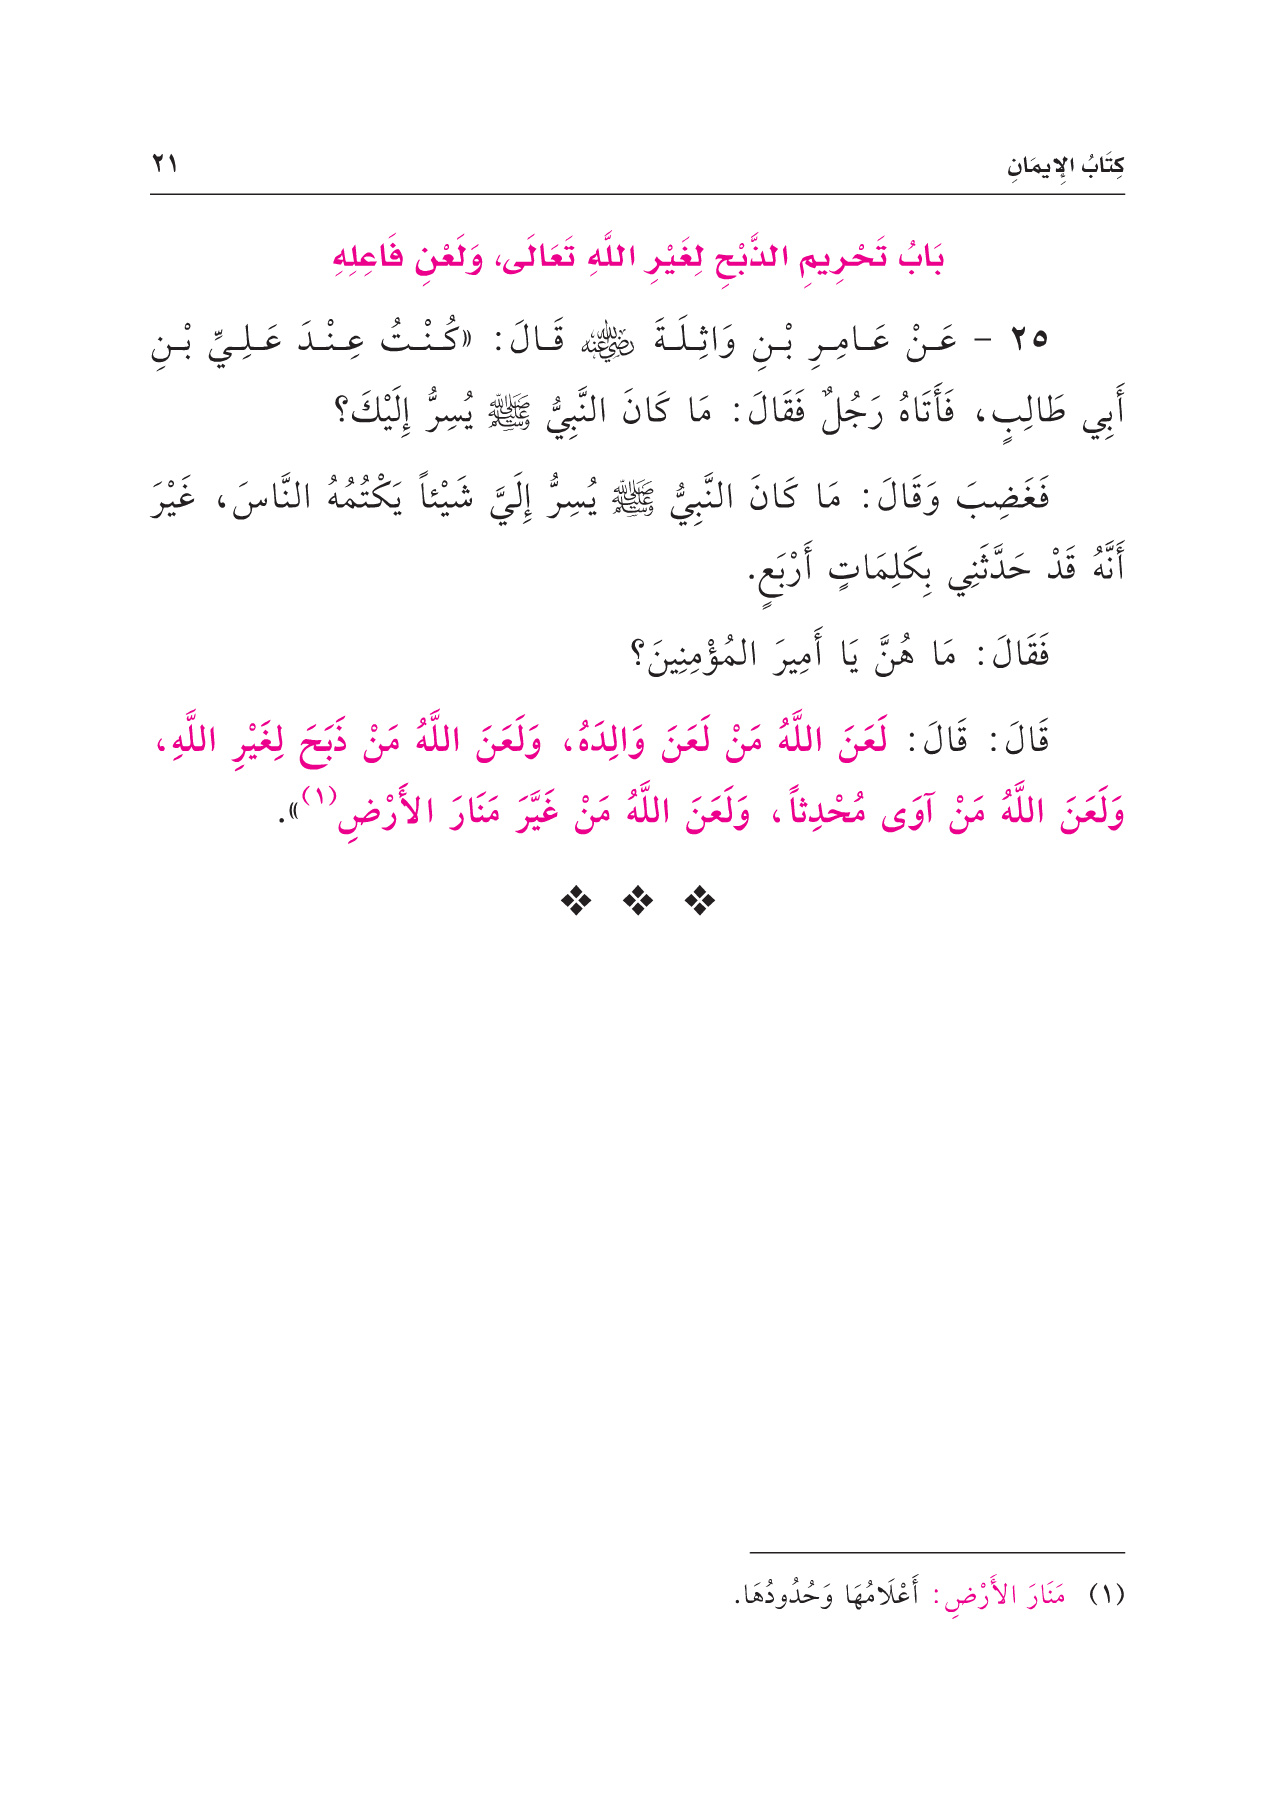 كِتَابُ الإِيمَانِ ٢١
بَابُ تَحْرِيمِ الذَّبْحِ لِغَيْرِ اللَّهِ تَعَالَى، وَلَعْنِ فَاعِلِهِ
٢٥ - عَنْ عَامِرِ بْنِ وَاثِلَةَ ﵁ قَالَ: «كُنْتُ عِنْدَ عَلِيِّ بْنِ
أَبِي طَالِبٍ، فَأَتَاهُ رَجُلٌ فَقَالَ: مَا كَانَ النَّبِيُّ ﷺ يُسِرُّ إِلَيْكَ؟
فَغَضِبَ وَقَالَ: مَا كَانَ النَّبِيُّ ﷺ يُسِرُّ إِلَيَّ شَيْئاً يَكْتُمُهُ النَّاسَ، غَيْرَ
أَنَّهُ قَدْ حَدَّثَنِي بِكَلِمَاتٍ أَرْبَعٍ.
فَقَالَ: مَا هُنَّ يَا أَمِيرَ المُؤْمِنِينَ؟
قَالَ: قَالَ: لَعَنَ اللَّهُ مَنْ لَعَنَ وَالِدَهُ، وَلَعَنَ اللَّهُ مَنْ ذَبَحَ لِغَيْرِ اللَّهِ،
وَلَعَنَ اللَّهُ مَنْ آوَى مُحْدِثاً، وَلَعَنَ اللَّهُ مَنْ غَيَّرَ مَنَارَ الأَرْضِ(١)».
(١) مَنَارَ الأَرْضِ: أَعْلَامُهَا وَحُدُودُهَا.